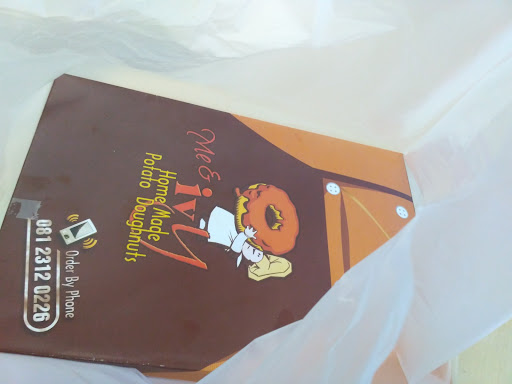 Me &
ivy
Home Made
Potato Doughnuts
Order By Phone
081 2312 0226